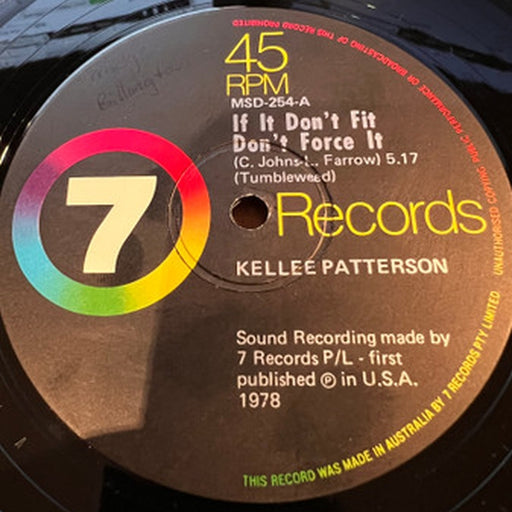 45
RPM
MSD-254-A
If It Don't Fit
Don't Force It
(C. Johns-L. Farrow) 5.17
(Tumbleweed)
7 Records
KELLEE PATTERSON
Sound Recording made by
7 Records P/L - first
published Ⓟ in U.S.A.
1978
UNAUTHORISED COPYING PUBLIC PERFORMANCE OR BROADCASTING OF THIS RECORD PROHIBITED
THIS RECORD WAS MADE IN AUSTRALIA BY 7 RECORDS PTY LIMITED